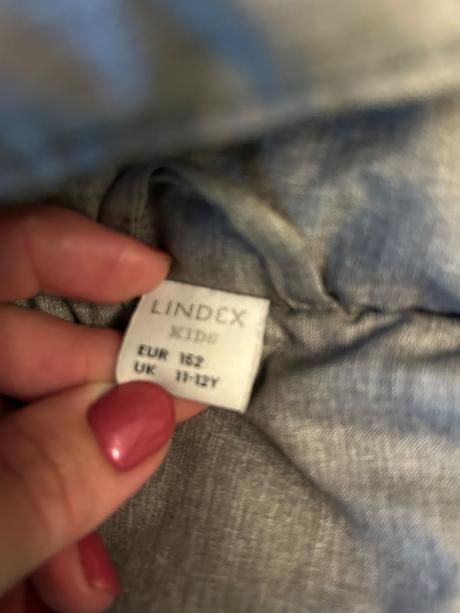 LINDEX
KIDS
EUR 152
UK 11-12Y